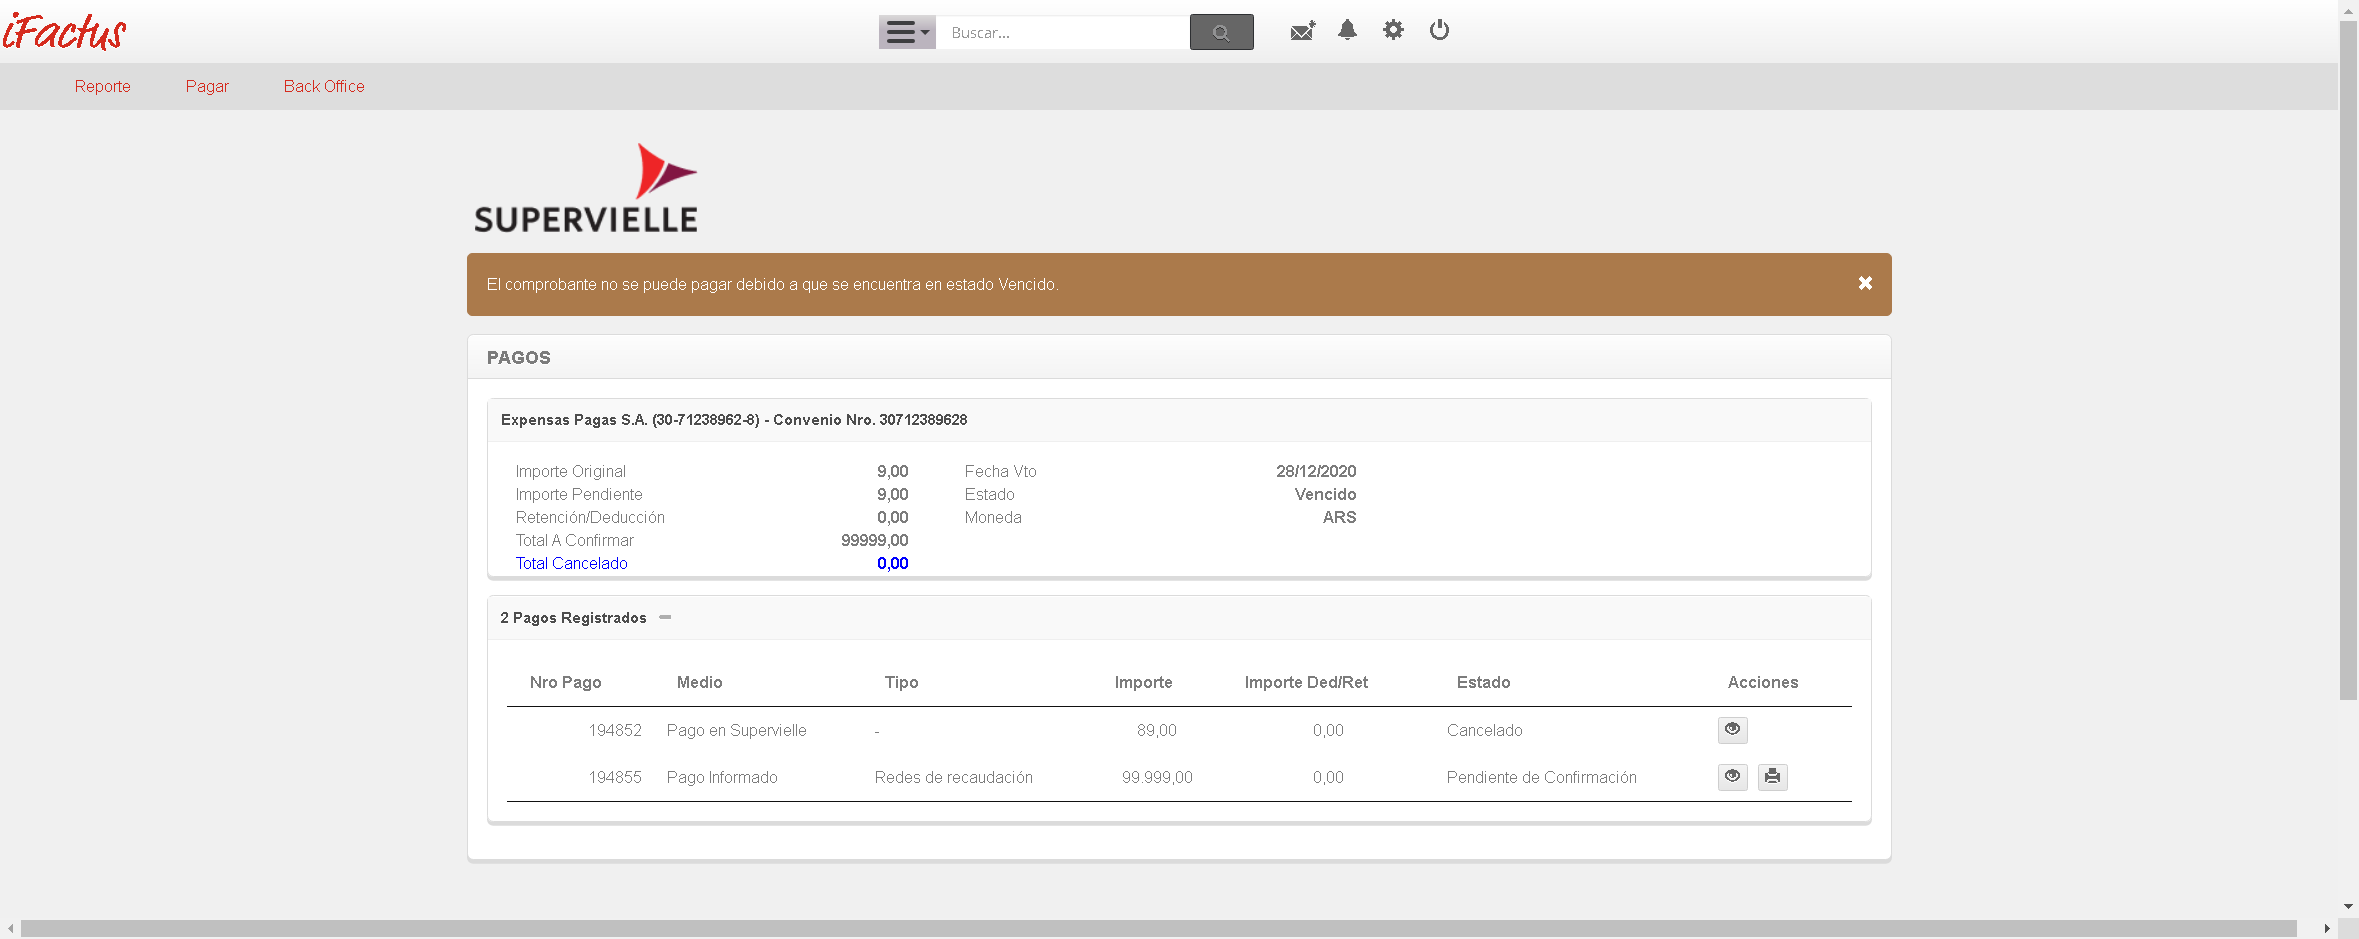 iFactus
Buscar...
Reporte Pagar Back Office
SUPERVIELLE
El comprobante no se puede pagar debido a que se encuentra en estado Vencido.
PAGOS
Expensas Pagas S.A. (30-71238962-8) - Convenio Nro. 30712389628
Importe Original 9,00 Fecha Vto 28/12/2020
Importe Pendiente 9,00 Estado Vencido
Retención/Deducción 0,00 Moneda ARS
Total A Confirmar 99999,00
Total Cancelado 0,00
2 Pagos Registrados
Nro Pago Medio Tipo Importe Importe Ded/Ret Estado Acciones
194852 Pago en Supervielle - 89,00 0,00 Cancelado
194855 Pago Informado Redes de recaudación 99.999,00 0,00 Pendiente de Confirmación